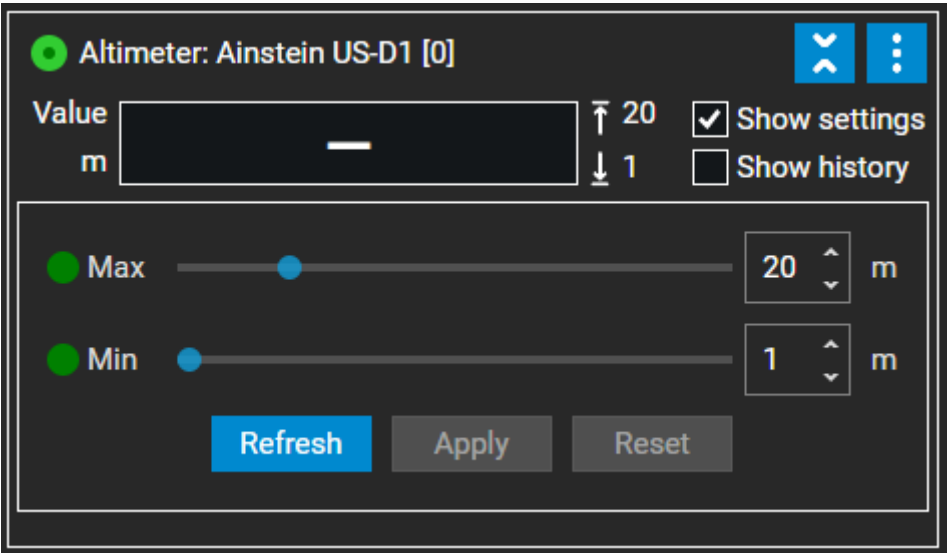 Altimeter: Ainstein US-D1 [0]
Value
m
—
20
1
Show settings
Show history
Max
20
m
Min
1
m
Refresh
Apply
Reset